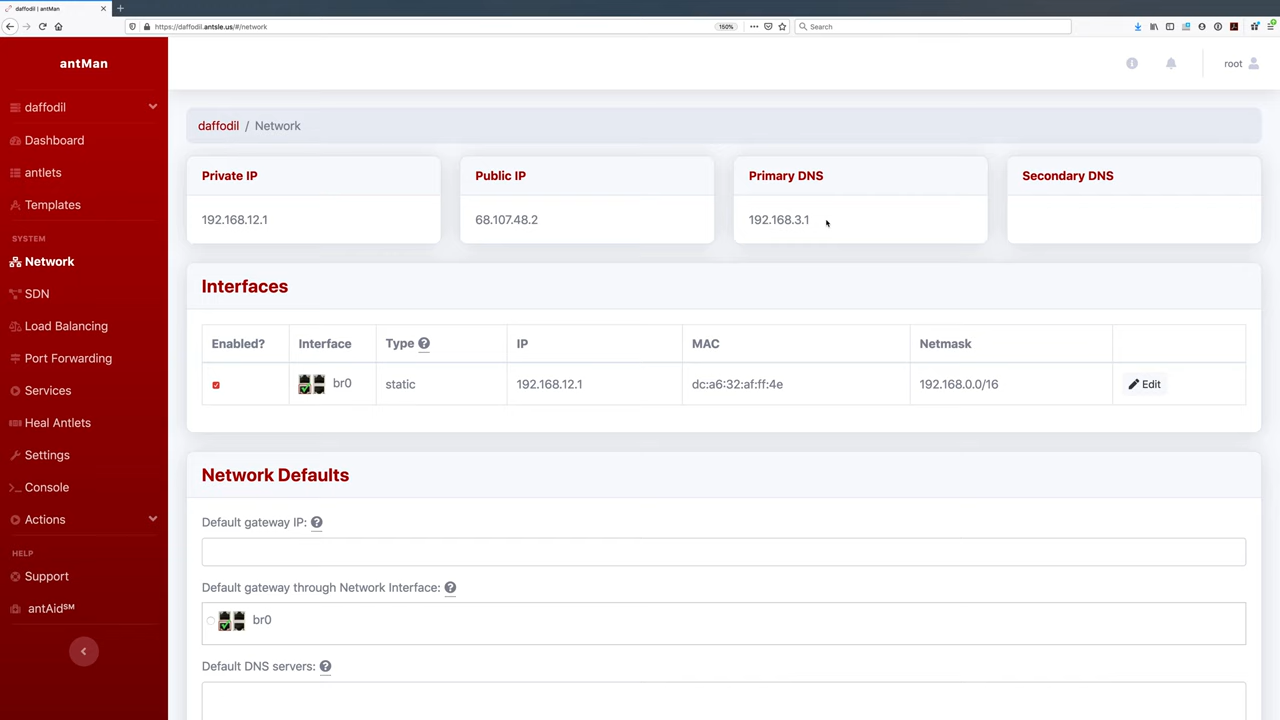 daffodil | antMan
https://daffodil.antsle.us/#/network
150%
Search
antMan
root
daffodil
Dashboard
antlets
Templates
SYSTEM
Network
SDN
Load Balancing
Port Forwarding
Services
Heal Antlets
Settings
Console
Actions
HELP
Support
antAid℠
daffodil / Network
Private IP
192.168.12.1
Public IP
68.107.48.2
Primary DNS
192.168.3.1
Secondary DNS
Interfaces
Enabled? Interface Type ? IP MAC Netmask
br0 static 192.168.12.1 dc:a6:32:af:ff:4e 192.168.0.0/16 Edit
Network Defaults
Default gateway IP: ?
Default gateway through Network Interface: ?
br0
Default DNS servers: ?